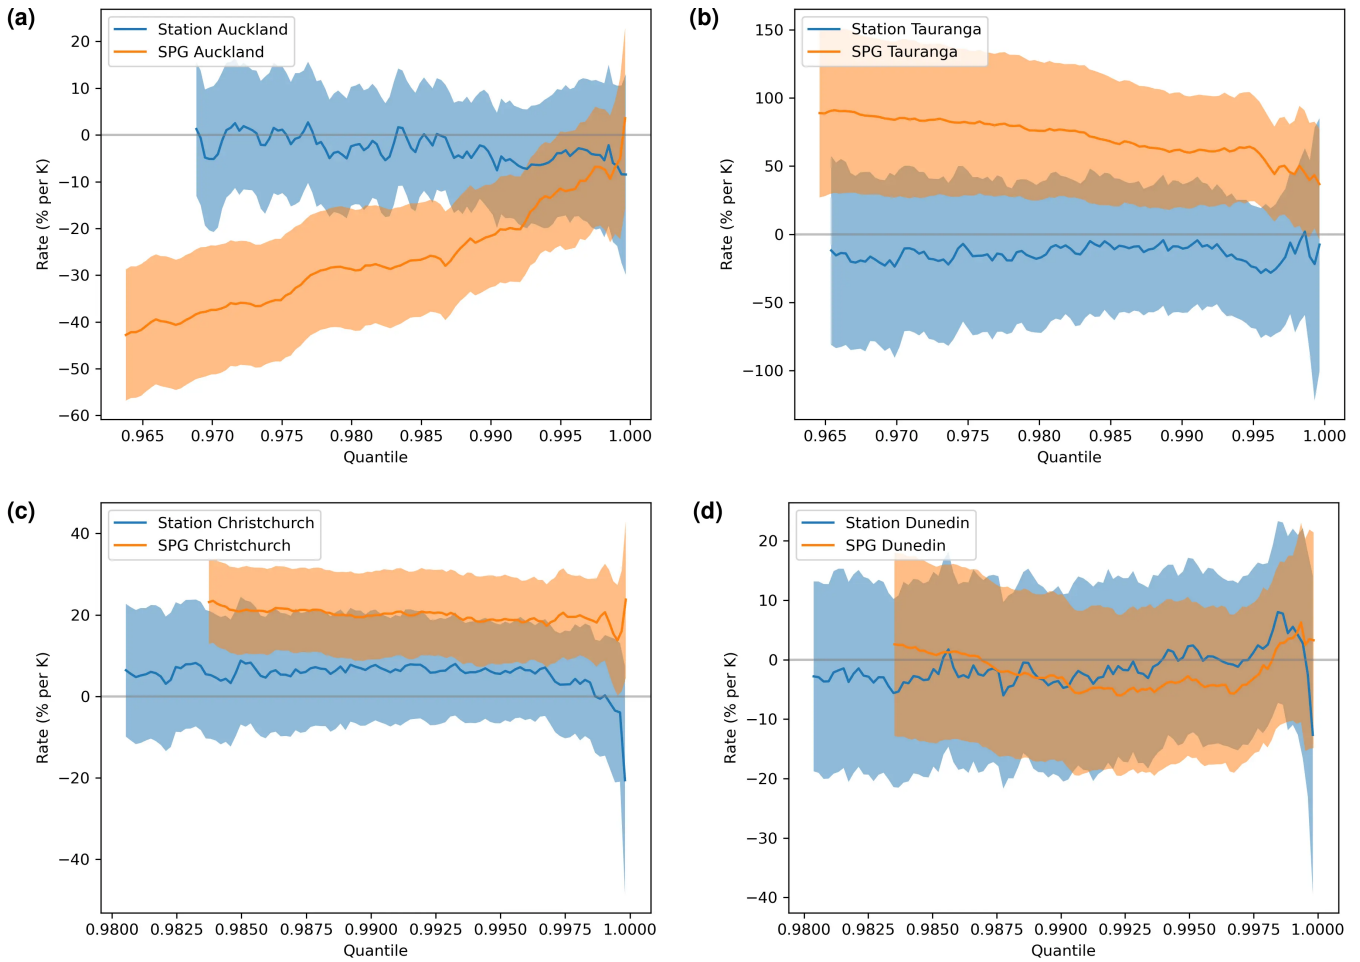 (a)
Station Auckland
SPG Auckland
20
10
0
−10
−20
−30
−40
−50
−60
Rate (% per K)
0.965 0.970 0.975 0.980 0.985 0.990 0.995 1.000
Quantile
(b)
Station Tauranga
SPG Tauranga
150
100
50
0
−50
−100
Rate (% per K)
0.965 0.970 0.975 0.980 0.985 0.990 0.995 1.000
Quantile
(c)
Station Christchurch
SPG Christchurch
40
20
0
−20
−40
Rate (% per K)
0.9800 0.9825 0.9850 0.9875 0.9900 0.9925 0.9950 0.9975 1.0000
Quantile
(d)
Station Dunedin
SPG Dunedin
20
10
0
−10
−20
−30
−40
Rate (% per K)
0.9800 0.9825 0.9850 0.9875 0.9900 0.9925 0.9950 0.9975 1.0000
Quantile